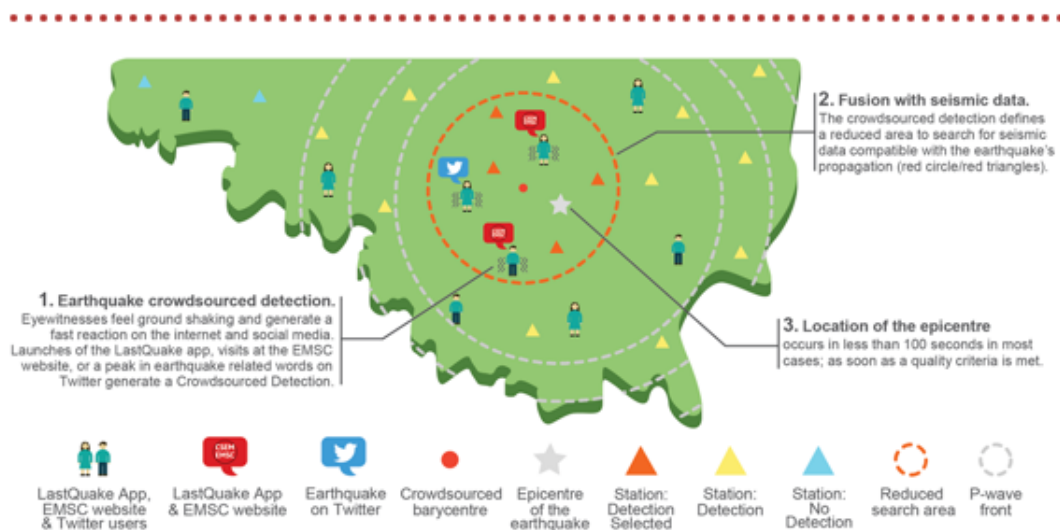 2. Fusion with seismic data.
The crowdsourced detection defines
a reduced area to search for seismic
data compatible with the earthquake's
propagation (red circle/red triangles).
1. Earthquake crowdsourced detection.
Eyewitnesses feel ground shaking and generate a
fast reaction on the internet and social media.
Launches of the LastQuake app, visits at the EMSC
website, or a peak in earthquake related words on
Twitter generate a Crowdsourced Detection.
3. Location of the epicentre
occurs in less than 100 seconds in most
cases; as soon as a quality criteria is met.
CSEM
EMSC
LastQuake App,
EMSC website
& Twitter users
LastQuake App
& EMSC website
Earthquake
on Twitter
Crowdsourced
barycentre
Epicentre
of the
earthquake
Station:
Detection
Selected
Station:
Detection
Station:
No
Detection
Reduced
search area
P-wave
front